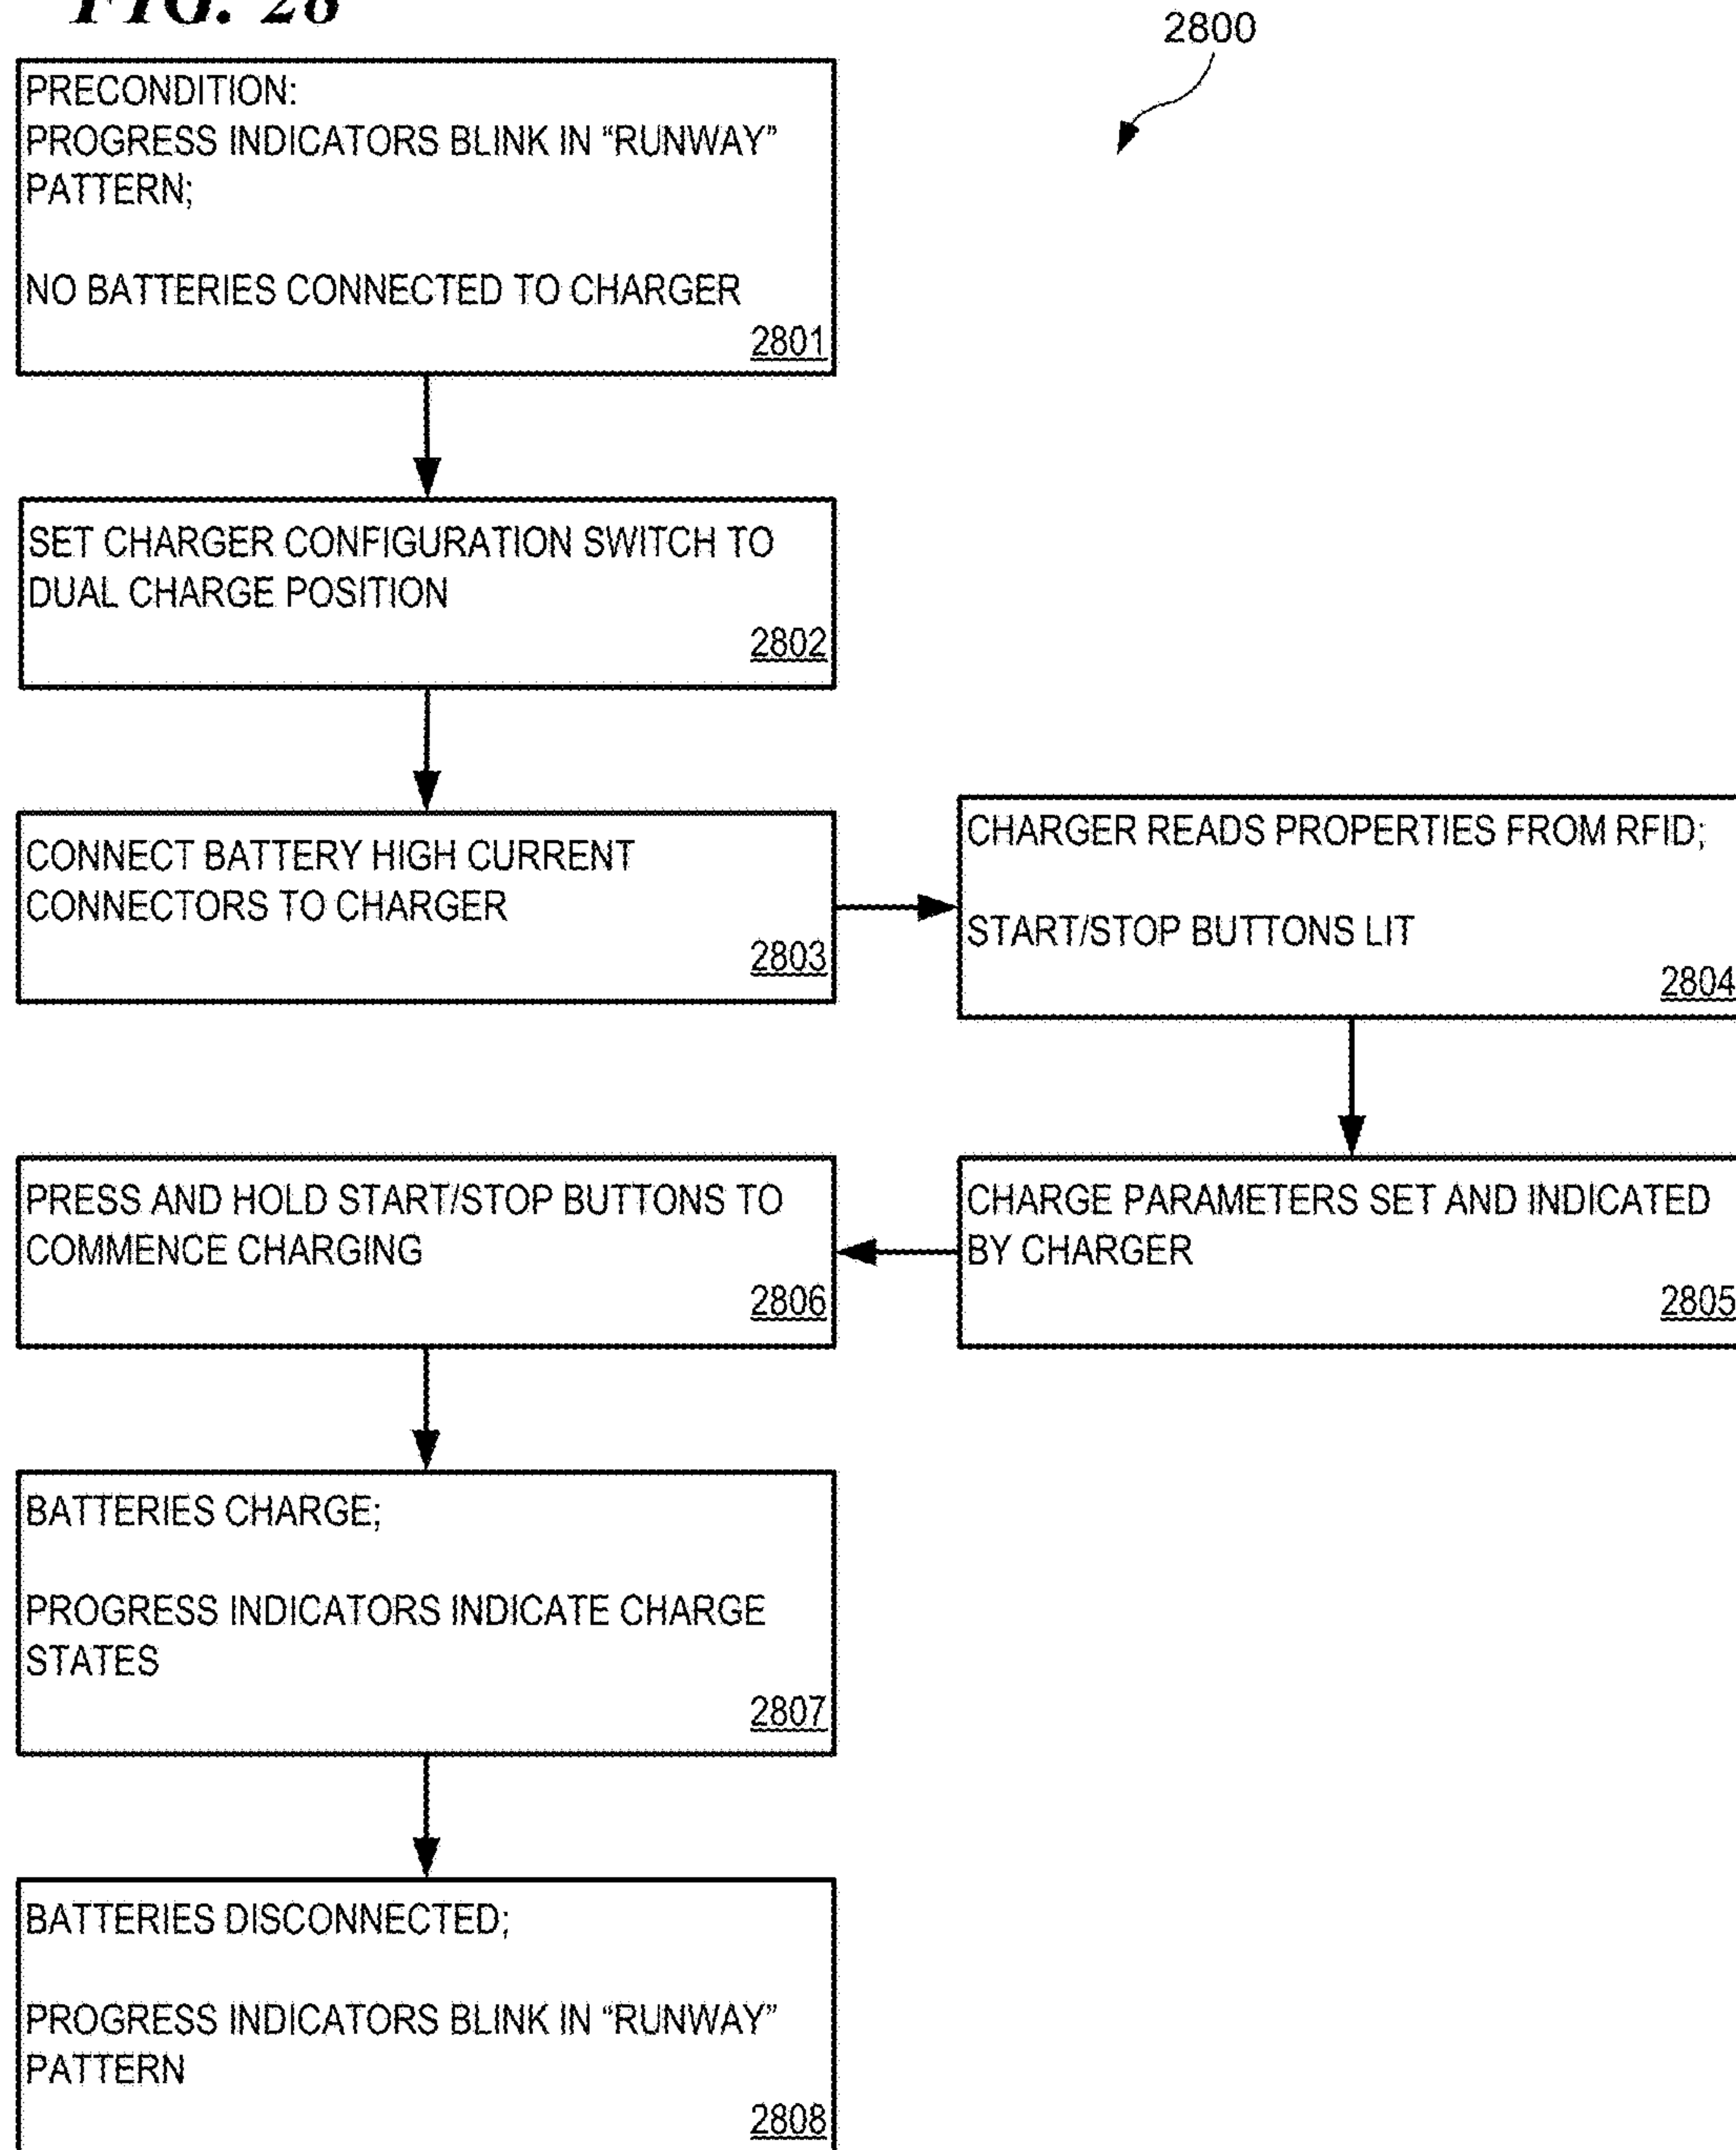 FIG. 28
2800
PRECONDITION:
PROGRESS INDICATORS BLINK IN “RUNWAY”
PATTERN;
NO BATTERIES CONNECTED TO CHARGER
2801
SET CHARGER CONFIGURATION SWITCH TO
DUAL CHARGE POSITION
2802
CONNECT BATTERY HIGH CURRENT
CONNECTORS TO CHARGER
2803
CHARGER READS PROPERTIES FROM RFID;
START/STOP BUTTONS LIT
2804
CHARGE PARAMETERS SET AND INDICATED
BY CHARGER
2805
PRESS AND HOLD START/STOP BUTTONS TO
COMMENCE CHARGING
2806
BATTERIES CHARGE;
PROGRESS INDICATORS INDICATE CHARGE
STATES
2807
BATTERIES DISCONNECTED;
PROGRESS INDICATORS BLINK IN “RUNWAY”
PATTERN
2808